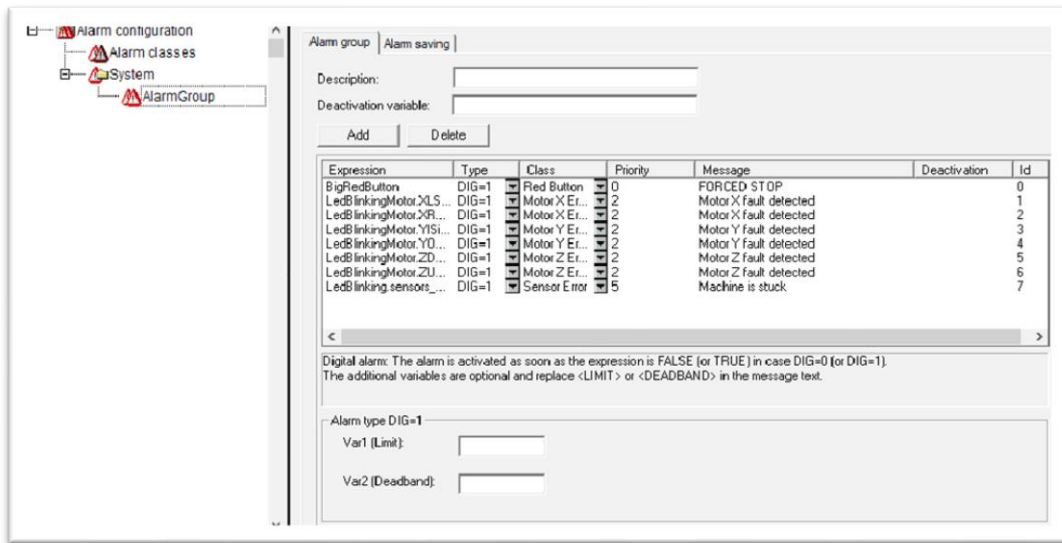 Alarm configuration
Alarm classes
System
AlarmGroup
Alarm group Alarm saving
Description:
Deactivation variable:
Add Delete
Expression Type Class Priority Message Deactivation Id
BigRedButton DIG=1 Red Button 0 FORCED STOP 0
LedBlinkingMotor.XLS... DIG=1 Motor X Er... 2 Motor X fault detected 1
LedBlinkingMotor.XR... DIG=1 Motor X Er... 2 Motor X fault detected 2
LedBlinkingMotor.YISi... DIG=1 Motor Y Er... 2 Motor Y fault detected 3
LedBlinkingMotor.YO... DIG=1 Motor Y Er... 2 Motor Y fault detected 4
LedBlinkingMotor.ZD... DIG=1 Motor Z Er... 2 Motor Z fault detected 5
LedBlinkingMotor.ZU... DIG=1 Motor Z Er... 2 Motor Z fault detected 6
LedBlinking.sensors_... DIG=1 Sensor Error 5 Machine is stuck 7
Digital alarm: The alarm is activated as soon as the expression is FALSE (or TRUE) in case DIG=0 (or DIG=1).
The additional variables are optional and replace <LIMIT> or <DEADBAND> in the message text.
Alarm type DIG=1
Var1 (Limit):
Var2 (Deadband):